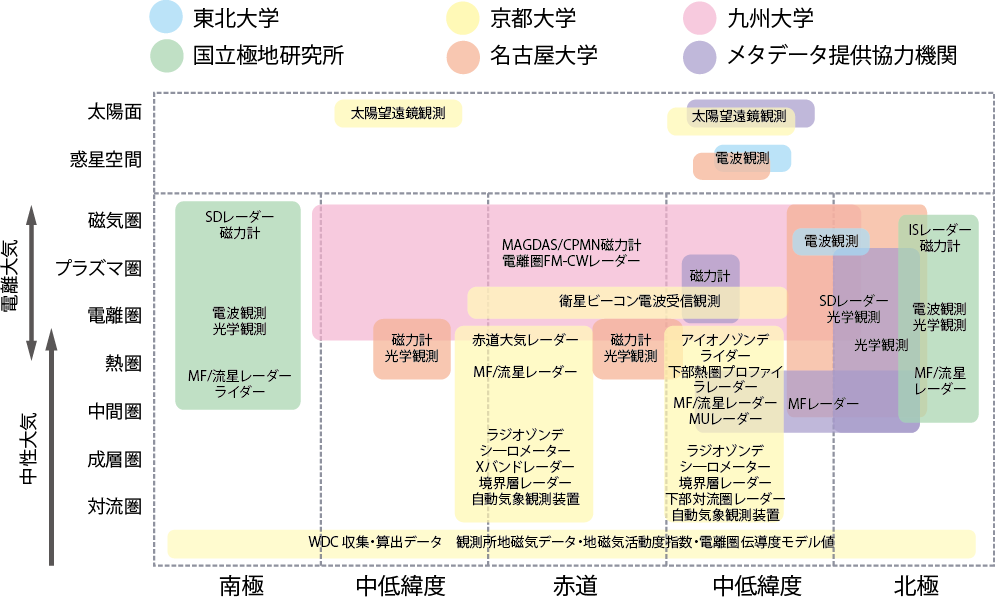 東北大学
京都大学
九州大学
国立極地研究所
名古屋大学
メタデータ提供協力機関
太陽面
太陽望遠鏡観測
太陽望遠鏡観測
惑星空間
電波観測
電離大気
中性大気
磁気圏
プラズマ圏
電離圏
熱圏
中間圏
成層圏
対流圏
SDレーダー
磁力計
電波観測
光学観測
MF/流星レーダー
ライダー
MAGDAS/CPMN磁力計
電離圏FM-CWレーダー
磁力計
衛星ビーコン電波受信観測
磁力計
光学観測
赤道大気レーダー
MF/流星レーダー
ラジオゾンデ
シーロメーター
Xバンドレーダー
境界層レーダー
自動気象観測装置
磁力計
光学観測
アイオノゾンデ
ライダー
下部熱圏プロファイ
ラレーダー
MF/流星レーダー
MUレーダー
ラジオゾンデ
シーロメーター
境界層レーダー
下部対流圏レーダー
自動気象観測装置
電波観測
SDレーダー
光学観測
光学観測
MFレーダー
ISレーダー
磁力計
電波観測
光学観測
MF/流星
レーダー
WDC 収集・算出データ　観測所地磁気データ・地磁気活動度指数・電離圏伝導度モデル値
南極
中低緯度
赤道
中低緯度
北極